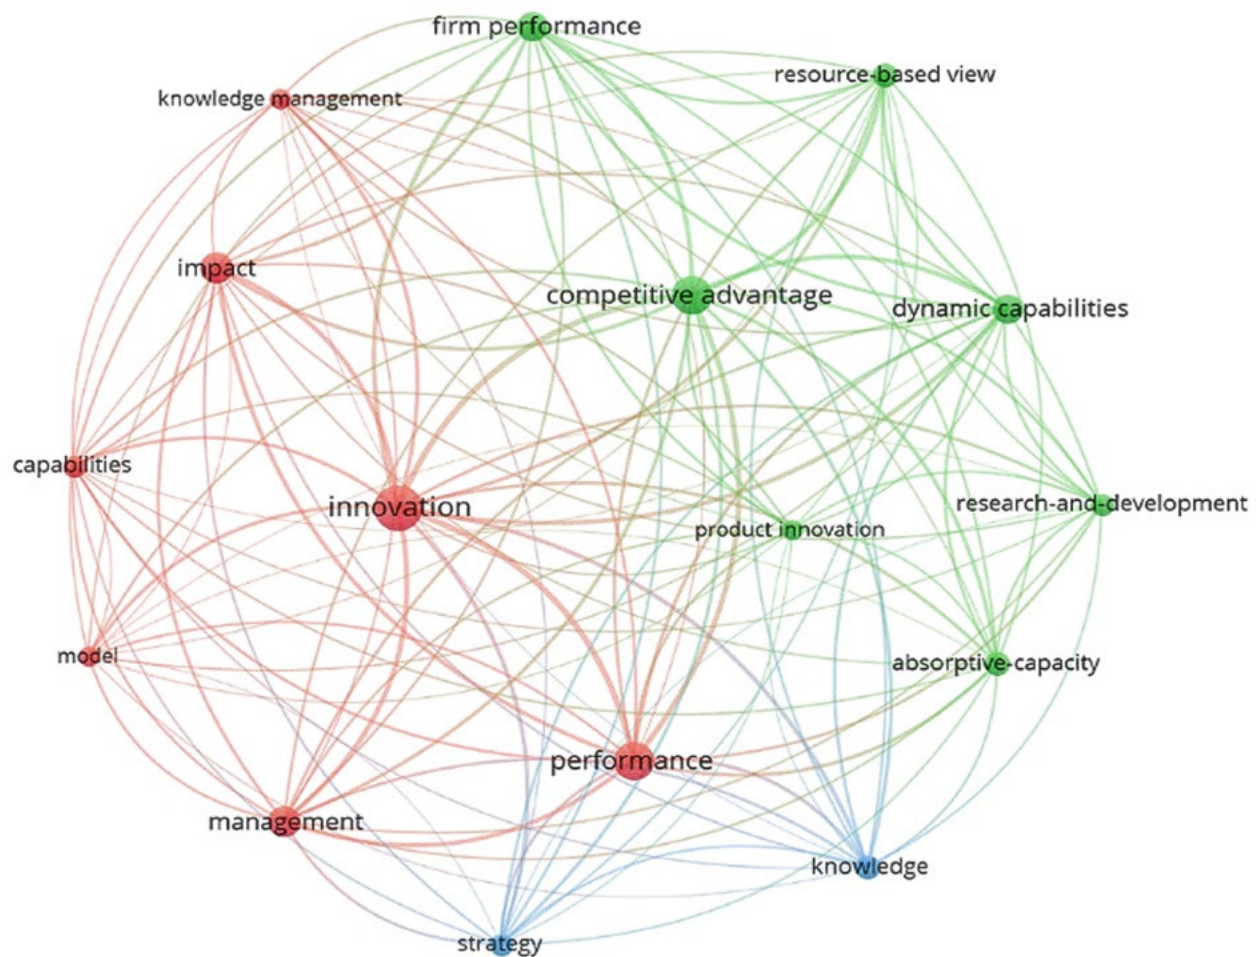 firm performance
resource-based view
knowledge management
impact
competitive advantage
dynamic capabilities
capabilities
innovation
research-and-development
product innovation
model
absorptive-capacity
performance
management
knowledge
strategy